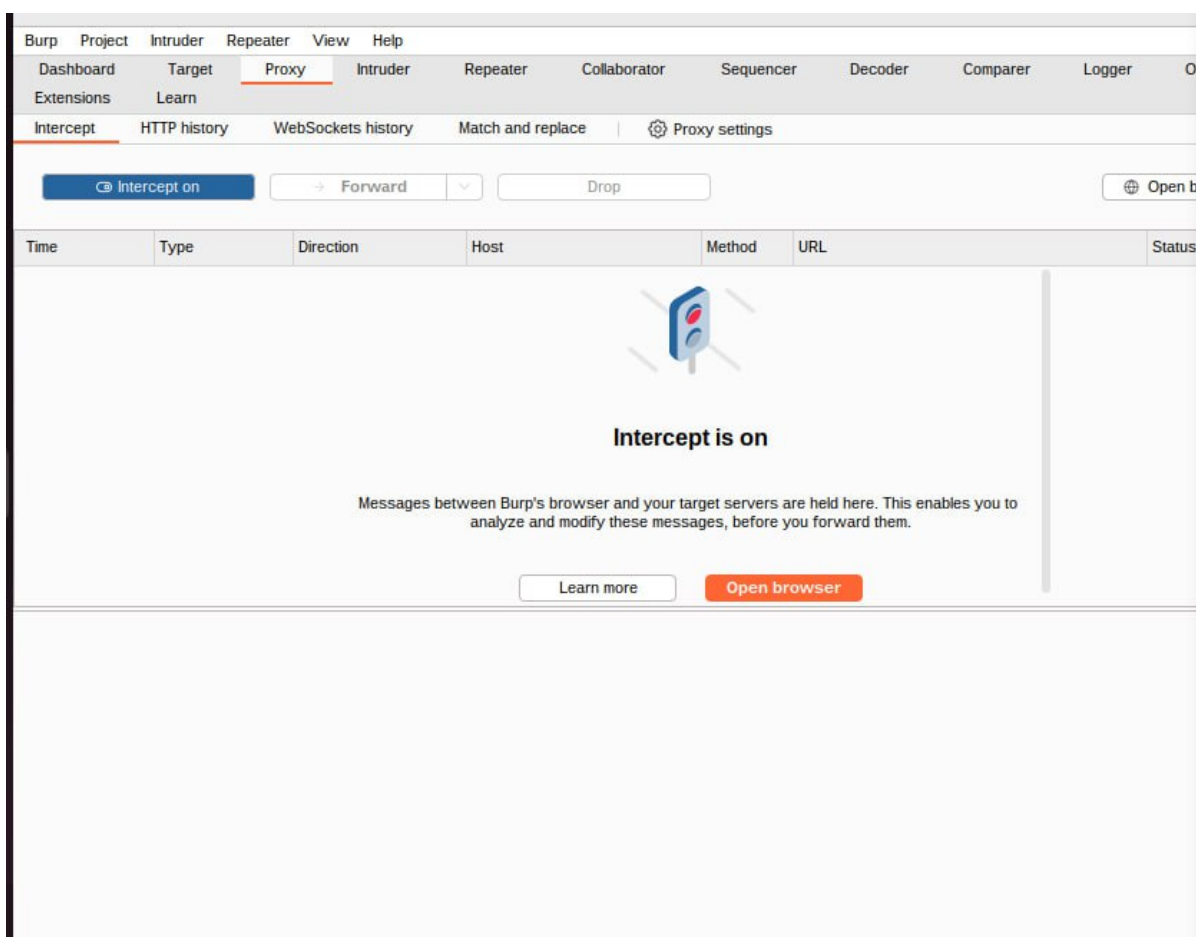 Burp Project Intruder Repeater View Help
Dashboard Target Proxy Intruder Repeater Collaborator Sequencer Decoder Comparer Logger O
Extensions Learn
Intercept HTTP history WebSockets history Match and replace Proxy settings
Intercept on Forward Drop Open b
Time Type Direction Host Method URL Status
Intercept is on
Messages between Burp's browser and your target servers are held here. This enables you to
analyze and modify these messages, before you forward them.
Learn more Open browser